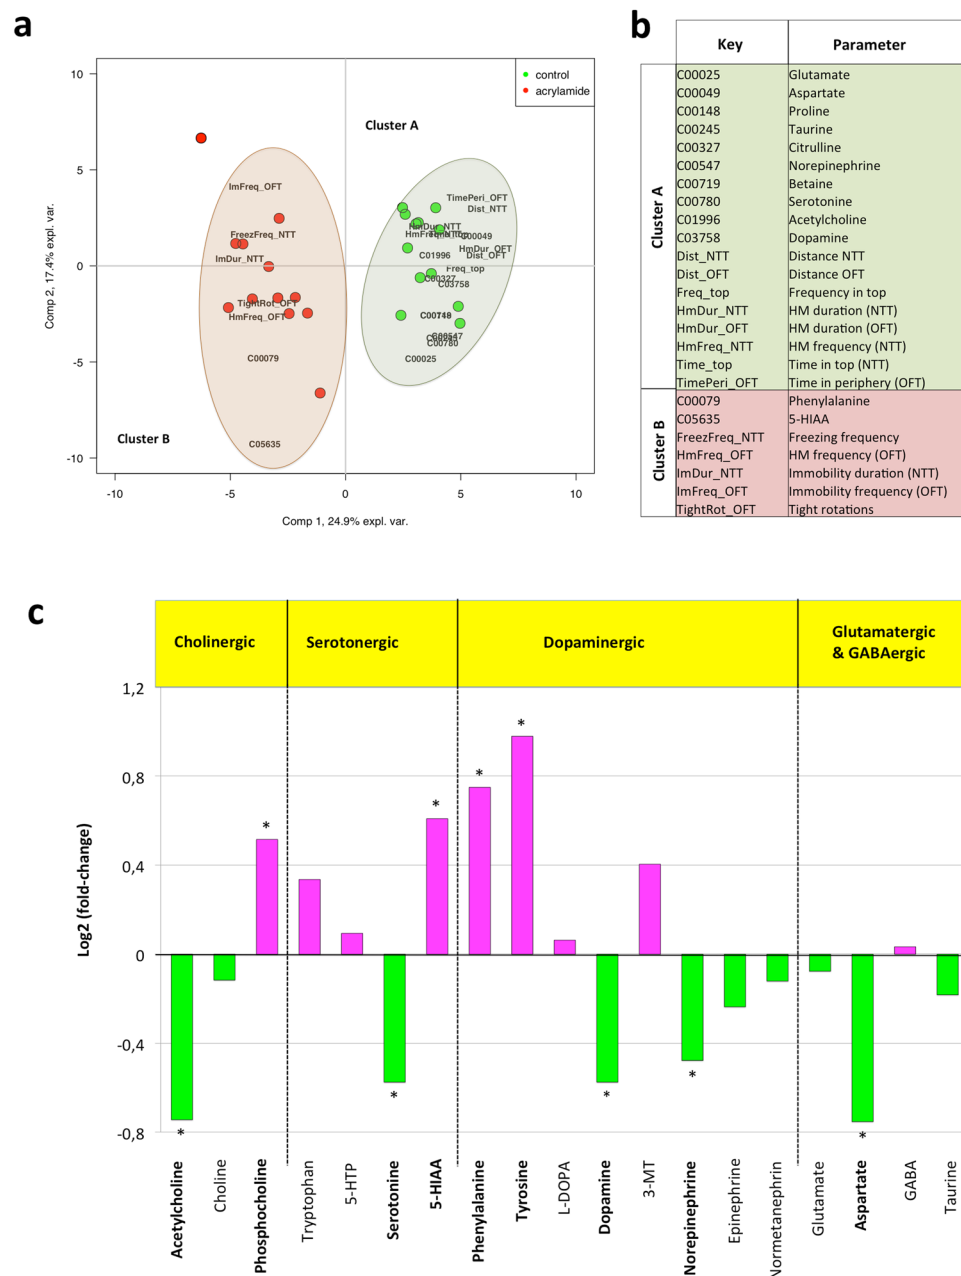 a
10
5
0
-5
-10
-10
-5
0
5
10
Comp 2, 17.4% expl. var.
Comp 1, 24.9% expl. var.
control
acrylamide
Cluster A
Cluster B
ImFreq_OFT
FreezFreq_NTT
ImDur_NTT
TightRot_OFT
HmFreq_OFT
C00079
C05635
TimePeri_OFT
Dist_NTT
HmDur_NTT
C00049
HmDur_OFT
C01996
Dist_OFT
Freq_top
C00327
C03758
C00547
C00780
C00025
b
Key Parameter
Cluster A
C00025 Glutamate
C00049 Aspartate
C00148 Proline
C00245 Taurine
C00327 Citrulline
C00547 Norepinephrine
C00719 Betaine
C00780 Serotonine
C01996 Acetylcholine
C03758 Dopamine
Dist_NTT Distance NTT
Dist_OFT Distance OFT
Freq_top Frequency in top
HmDur_NTT HM duration (NTT)
HmDur_OFT HM duration (OFT)
HmFreq_NTT HM frequency (NTT)
Time_top Time in top (NTT)
TimePeri_OFT Time in periphery (OFT)
Cluster B
C00079 Phenylalanine
C05635 5-HIAA
FreezFreq_NTT Freezing frequency
HmFreq_OFT HM frequency (OFT)
ImDur_NTT Immobility duration (NTT)
ImFreq_OFT Immobility frequency (OFT)
TightRot_OFT Tight rotations
c
Cholinergic
Serotonergic
Dopaminergic
Glutamatergic
& GABAergic
Log2 (fold-change)
1,2
0,8
0,4
0
-0,4
-0,8
*
*
*
*
*
*
*
*
*
Acetylcholine
Choline
Phosphocholine
Tryptophan
5-HTP
Serotonine
5-HIAA
Phenylalanine
Tyrosine
L-DOPA
Dopamine
3-MT
Norepinephrine
Epinephrine
Normetanephrin
Glutamate
Aspartate
GABA
Taurine